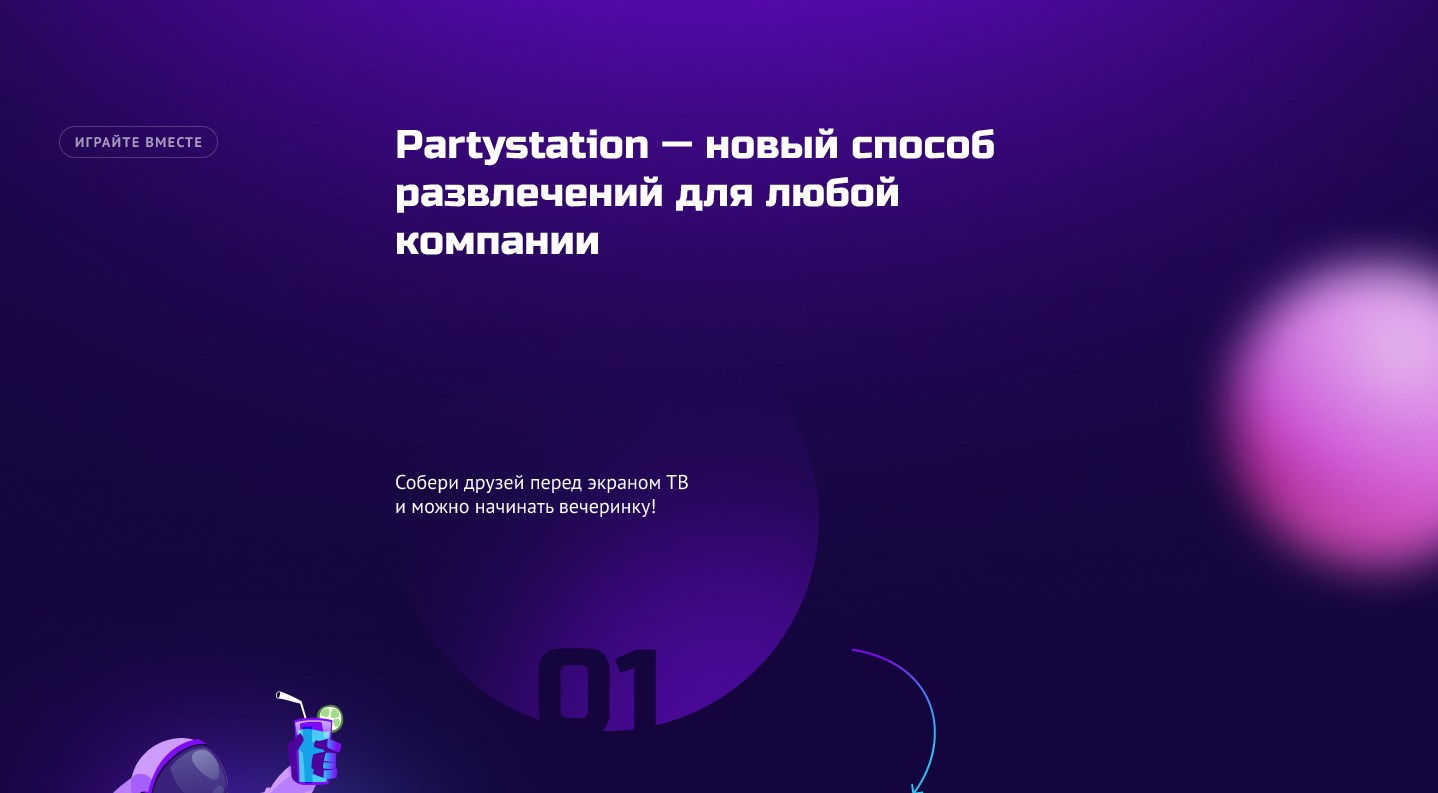 ИГРАЙТЕ ВМЕСТЕ
Partystation — новый способ
развлечений для любой
компании
Собери друзей перед экраном ТВ
и можно начинать вечеринку!
01